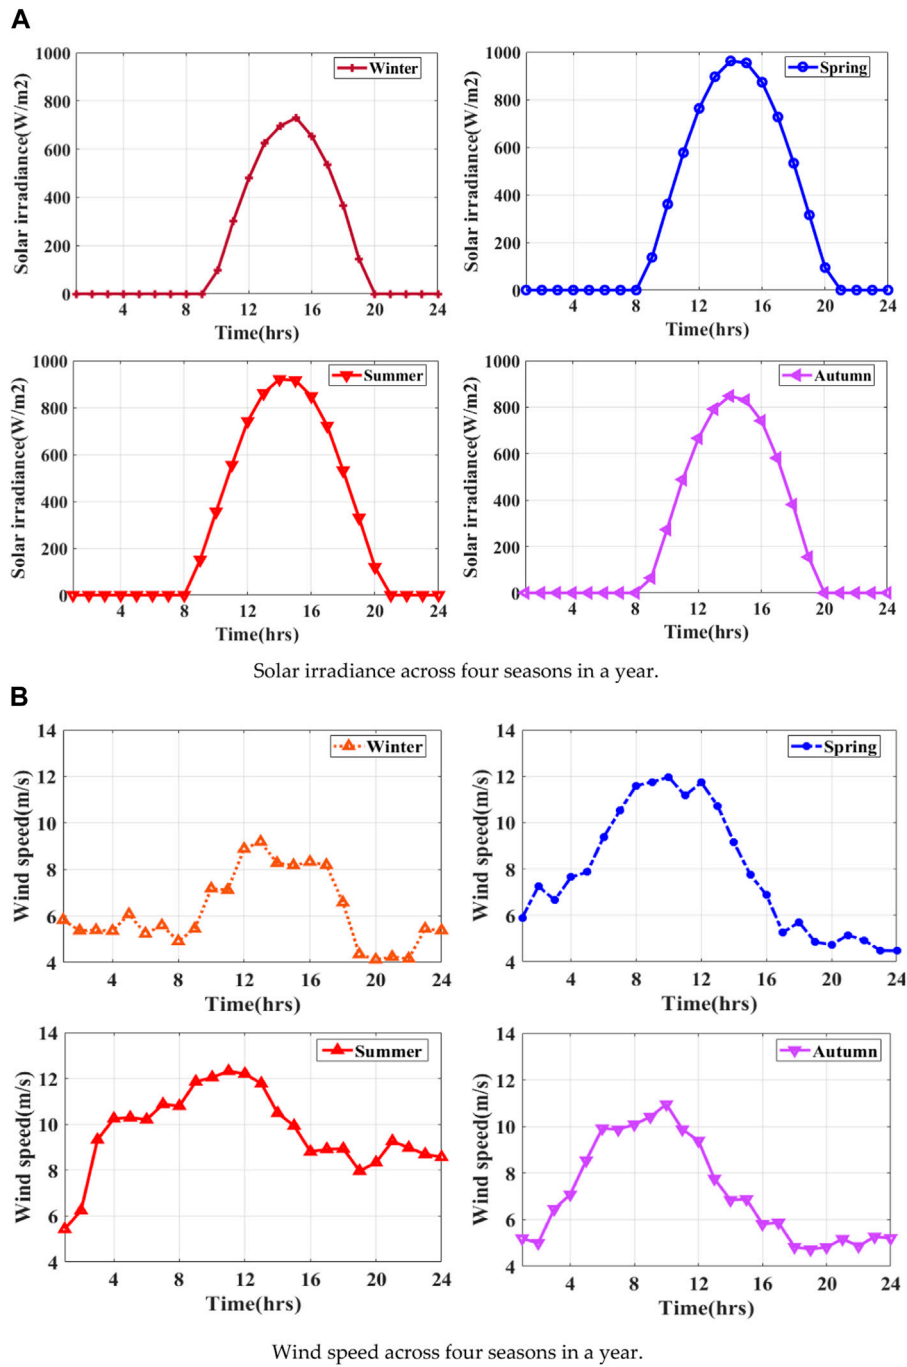 A
Solar irradiance(W/m2)
1000
800
600
400
200
0
4 8 12 16 20 24
Time(hrs)
Winter
Solar irradiance(W/m2)
1000
800
600
400
200
0
4 8 12 16 20 24
Time(hrs)
Spring
Solar irradiance(W/m2)
1000
800
600
400
200
0
4 8 12 16 20 24
Time(hrs)
Summer
Solar irradiance(W/m2)
1000
800
600
400
200
0
4 8 12 16 20 24
Time(hrs)
Autumn
Solar irradiance across four seasons in a year.
B
Wind speed(m/s)
14
12
10
8
6
4
4 8 12 16 20 24
Time(hrs)
Winter
Wind speed(m/s)
14
12
10
8
6
4
4 8 12 16 20 24
Time(hrs)
Spring
Wind speed(m/s)
14
12
10
8
6
4
4 8 12 16 20 24
Time(hrs)
Summer
Wind speed(m/s)
14
12
10
8
6
4
4 8 12 16 20 24
Time(hrs)
Autumn
Wind speed across four seasons in a year.